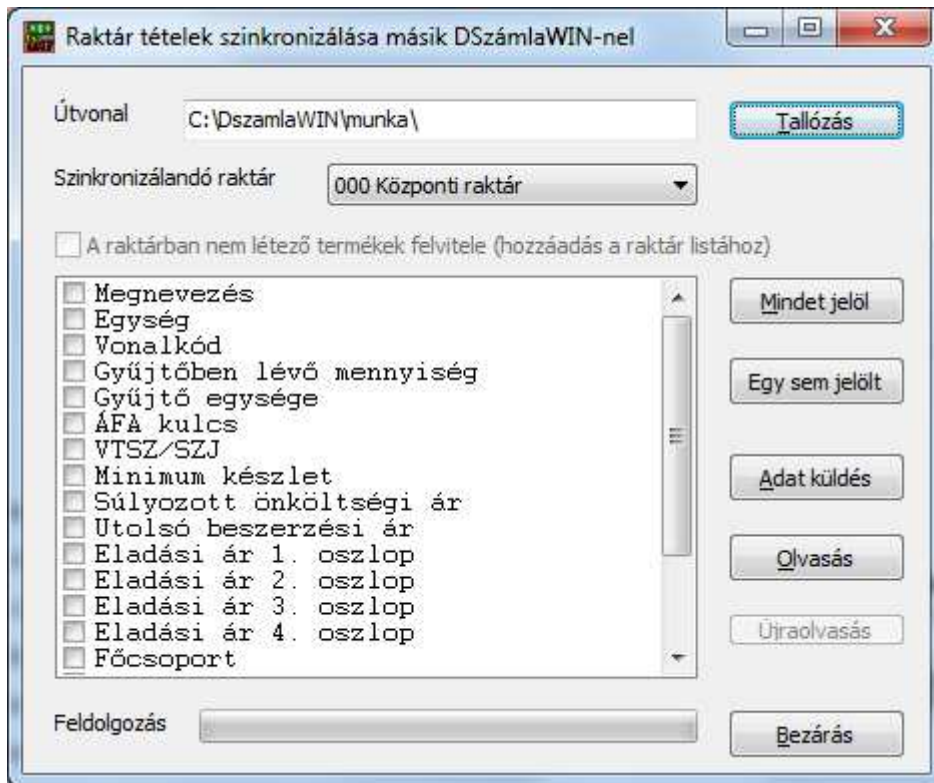 Raktár tételek szinkronizálása másik DSzámlaWIN-nel
Útvonal
C:\DszamlaWIN\munka\
Tallózás
Szinkronizálandó raktár
000 Központi raktár
A raktárban nem létező termékek felvitele (hozzáadás a raktár listához)
Megnevezés
Egység
Vonalkód
Gyűjtőben lévő mennyiség
Gyűjtő egysége
ÁFA kulcs
VTSZ/SZJ
Minimum készlet
Súlyozott önköltségi ár
Utolsó beszerzési ár
Eladási ár 1. oszlop
Eladási ár 2. oszlop
Eladási ár 3. oszlop
Eladási ár 4. oszlop
Főcsoport
Mindet jelöl
Egy sem jelölt
Adat küldés
Olvasás
Újraolvasás
Feldolgozás
Bezárás